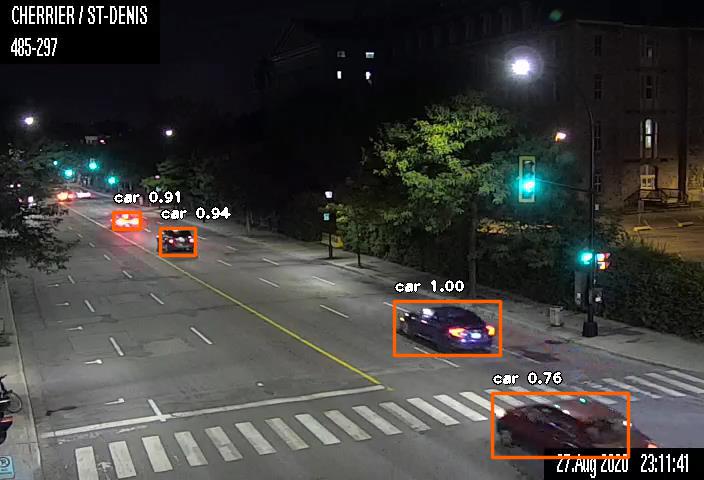 CHERRIER / ST-DENIS
485-297
car 0.91
car 0.94
car 1.00
car 0.76
27.Aug 2020 23:11:41